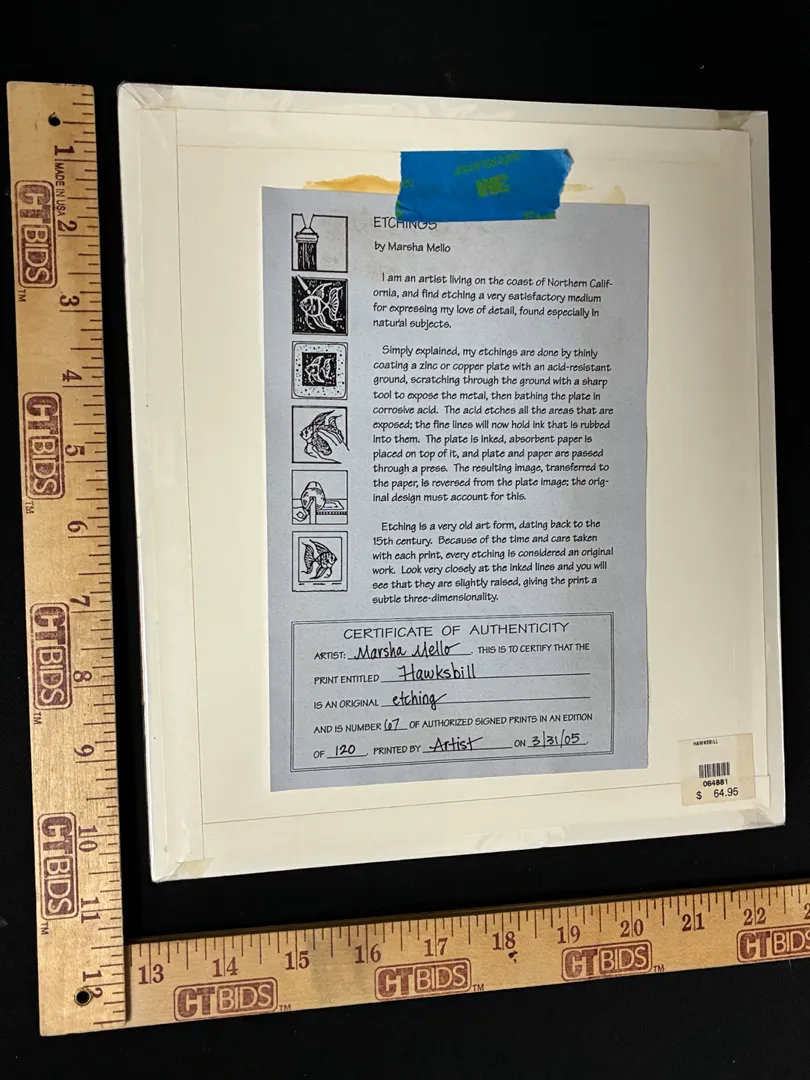 ETCHINGS
by Marsha Mello
I am an artist living on the coast of Northern Calif-
ornia, and find etching a very satisfactory medium
for expressing my love of detail, found especially in
natural subjects.
Simply explained, my etchings are done by thinly
coating a zinc or copper plate with an acid-resistant
ground, scratching through the ground with a sharp
tool to expose the metal, then bathing the plate in
corrosive acid. The acid etches all the areas that are
exposed; the fine lines will now hold ink that is rubbed
into them. The plate is inked, absorbent paper is
placed on top of it, and plate and paper are passed
through a press. The resulting image, transferred to
the paper, is reversed from the plate image; the orig-
inal design must account for this.
Etching is a very old art form, dating back to the
15th century. Because of the time and care taken
with each print, every etching is considered an original
work. Look very closely at the inked lines and you will
see that they are slightly raised, giving the print a
subtle three-dimensionality.
CERTIFICATE OF AUTHENTICITY
ARTIST: Marsha Mello. THIS IS TO CERTIFY THAT THE
PRINT ENTITLED Hawksbill
IS AN ORIGINAL etching
AND IS NUMBER 67 OF AUTHORIZED SIGNED PRINTS IN AN EDITION
OF 120. PRINTED BY Artist ON 3/31/05.
HAWKSBILL
064881
$ 64.95
1 MADE IN USA
2
CTBIDS TM
3
4
5
CTBIDS TM
6
7
8
CTBIDS TM
9
10
11
CTBIDS TM
12
13 14 15 16 17 18 19 20 21 22
CTBIDS TM CTBIDS TM CTBIDS TM CTBIDS